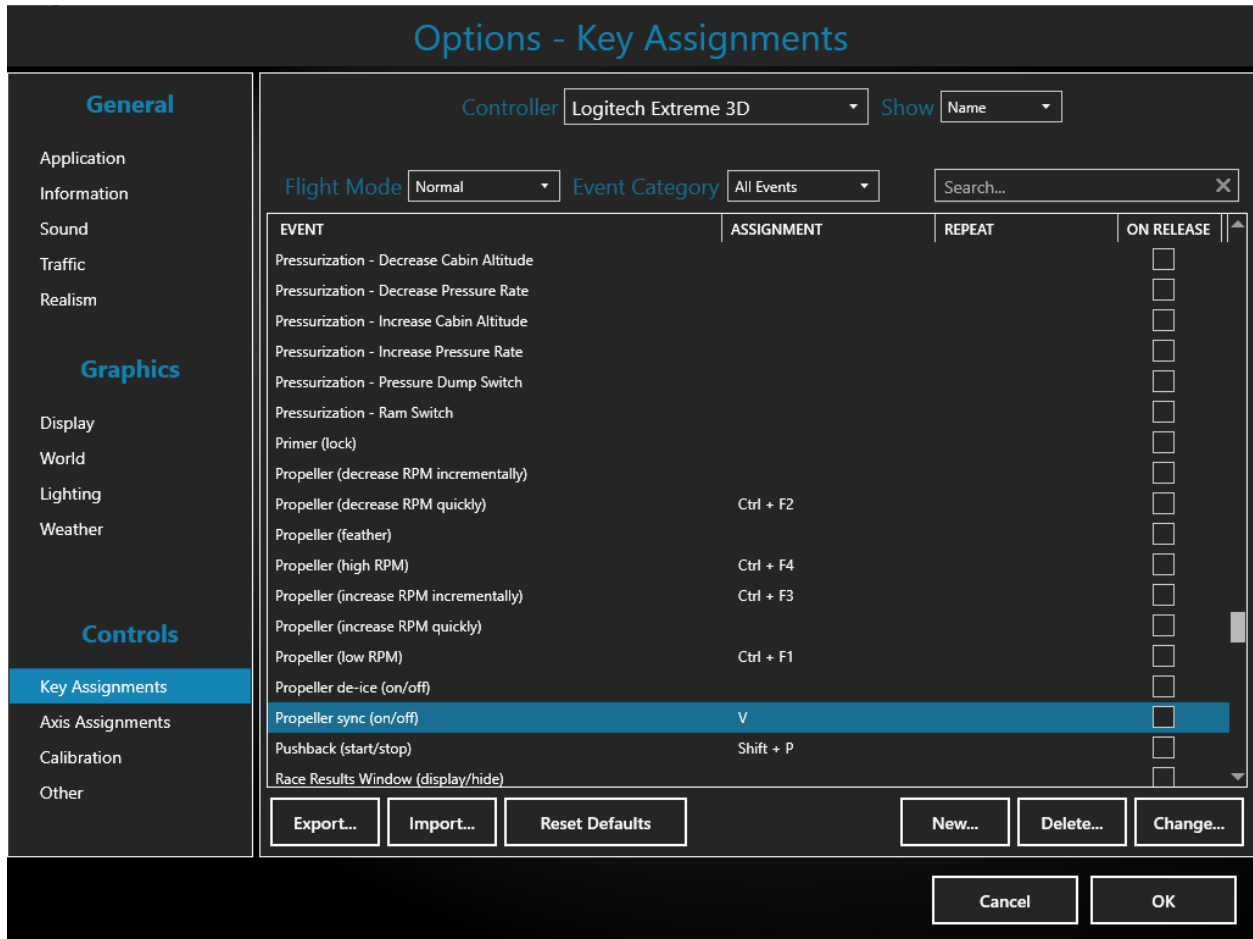 Options - Key Assignments
General
Application
Information
Sound
Traffic
Realism
Graphics
Display
World
Lighting
Weather
Controls
Key Assignments
Axis Assignments
Calibration
Other
Controller Logitech Extreme 3D Show Name
Flight Mode Normal Event Category All Events Search...
EVENT ASSIGNMENT REPEAT ON RELEASE
Pressurization - Decrease Cabin Altitude
Pressurization - Decrease Pressure Rate
Pressurization - Increase Cabin Altitude
Pressurization - Increase Pressure Rate
Pressurization - Pressure Dump Switch
Pressurization - Ram Switch
Primer (lock)
Propeller (decrease RPM incrementally)
Propeller (decrease RPM quickly) Ctrl + F2
Propeller (feather)
Propeller (high RPM) Ctrl + F4
Propeller (increase RPM incrementally) Ctrl + F3
Propeller (increase RPM quickly)
Propeller (low RPM) Ctrl + F1
Propeller de-ice (on/off)
Propeller sync (on/off) V
Pushback (start/stop) Shift + P
Race Results Window (display/hide)
Export... Import... Reset Defaults New... Delete... Change...
Cancel OK